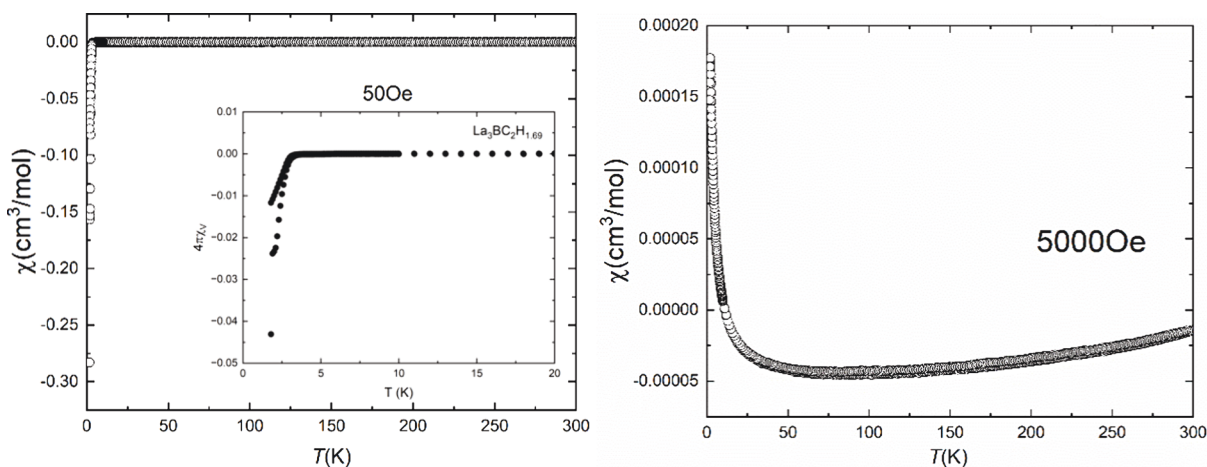 0.00
-0.05
-0.10
-0.15
-0.20
-0.25
-0.30
χ(cm³/mol)
0 50 100 150 200 250 300
T(K)
50Oe
La₃BC₂H₁.₆₉
0.01
0.00
−0.01
−0.02
−0.03
−0.04
−0.05
4πχᵥ
0 5 10 15 20
T (K)
0.00020
0.00015
0.00010
0.00005
0.00000
-0.00005
χ(cm³/mol)
5000Oe
0 50 100 150 200 250 300
T(K)